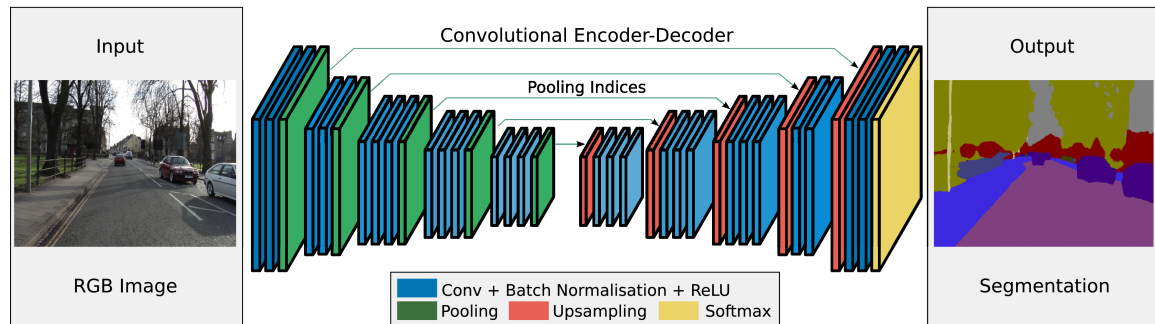 Input
RGB Image
Convolutional Encoder-Decoder
Pooling Indices
Conv + Batch Normalisation + ReLU
Pooling
Upsampling
Softmax
Output
Segmentation